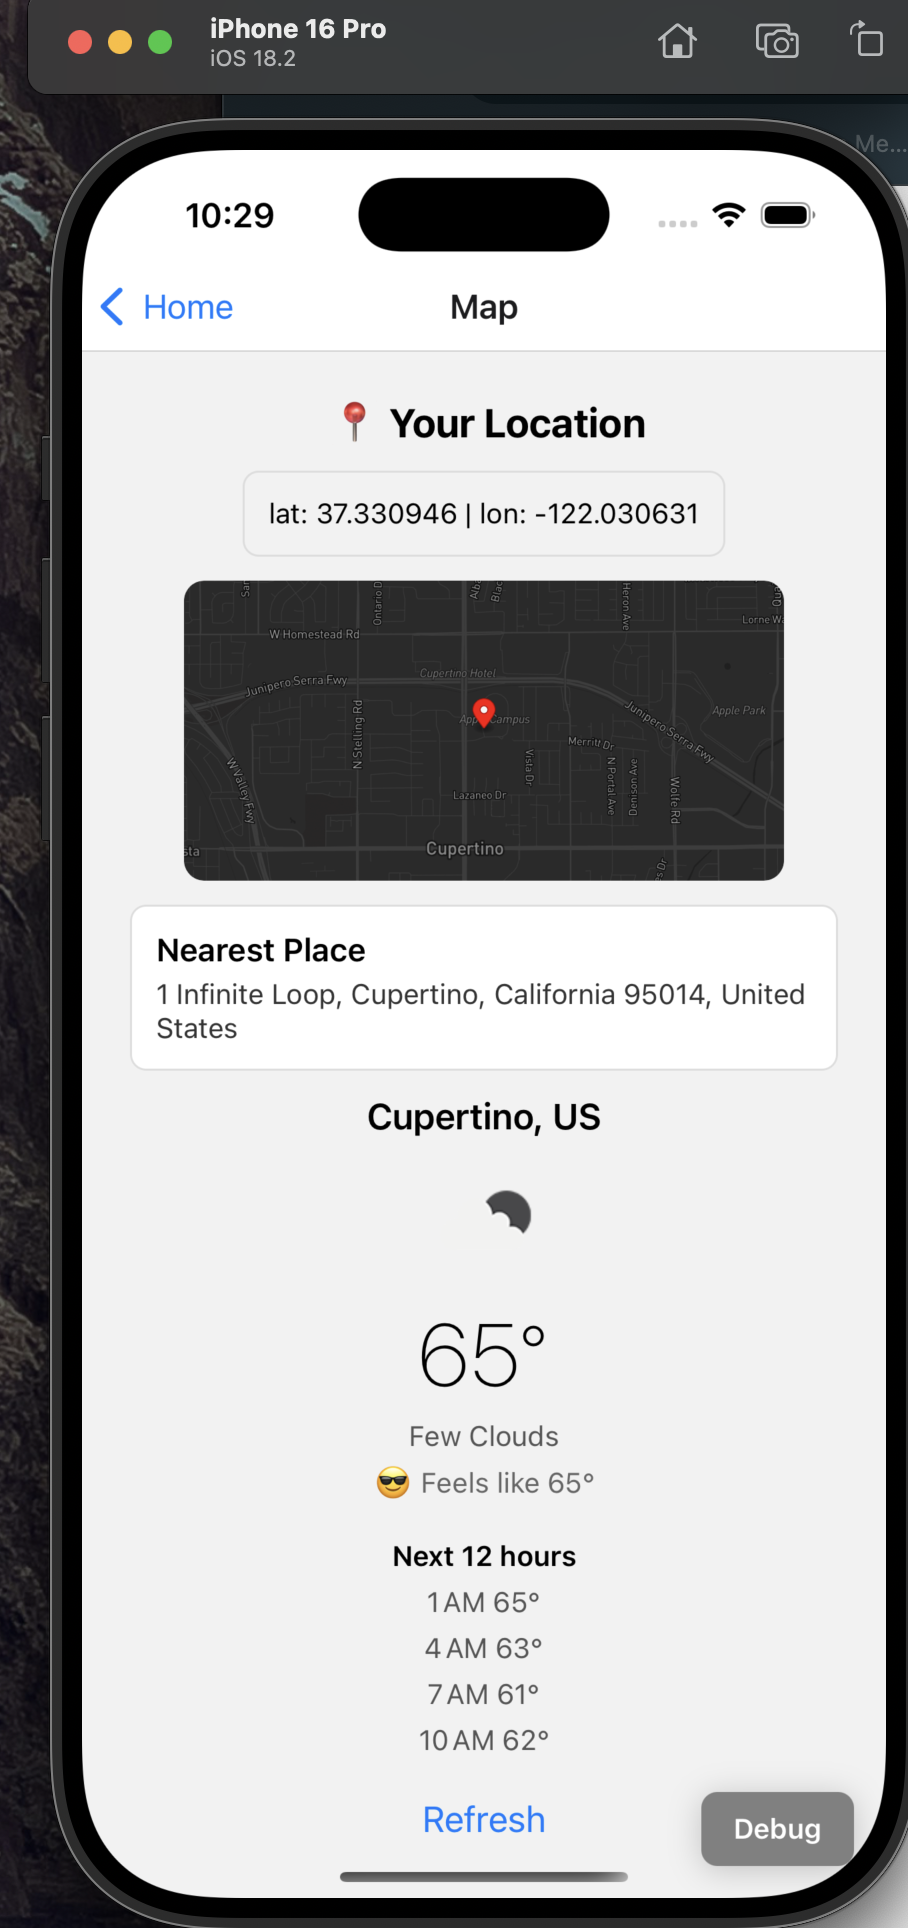 iPhone 16 Pro
iOS 18.2
Me...
10:29
Home
Map
📍 Your Location
lat: 37.330946 | lon: -122.030631
Ontario D
Heron Ave
Lorne Wa
W Homestead Rd
Cupertino Hotel
Junipero Serra Fwy
Junipero Serra Fwy
Apple Park
N Stelling Rd
Merritt Dr
Vista Dr
N Portal Ave
Denison Ave
Wolfe Rd
W Valley Fwy
Lazaneo Dr
Cupertino
Nearest Place
1 Infinite Loop, Cupertino, California 95014, United
States
Cupertino, US
65°
Few Clouds
😎 Feels like 65°
Next 12 hours
1 AM 65°
4 AM 63°
7 AM 61°
10 AM 62°
Refresh
Debug